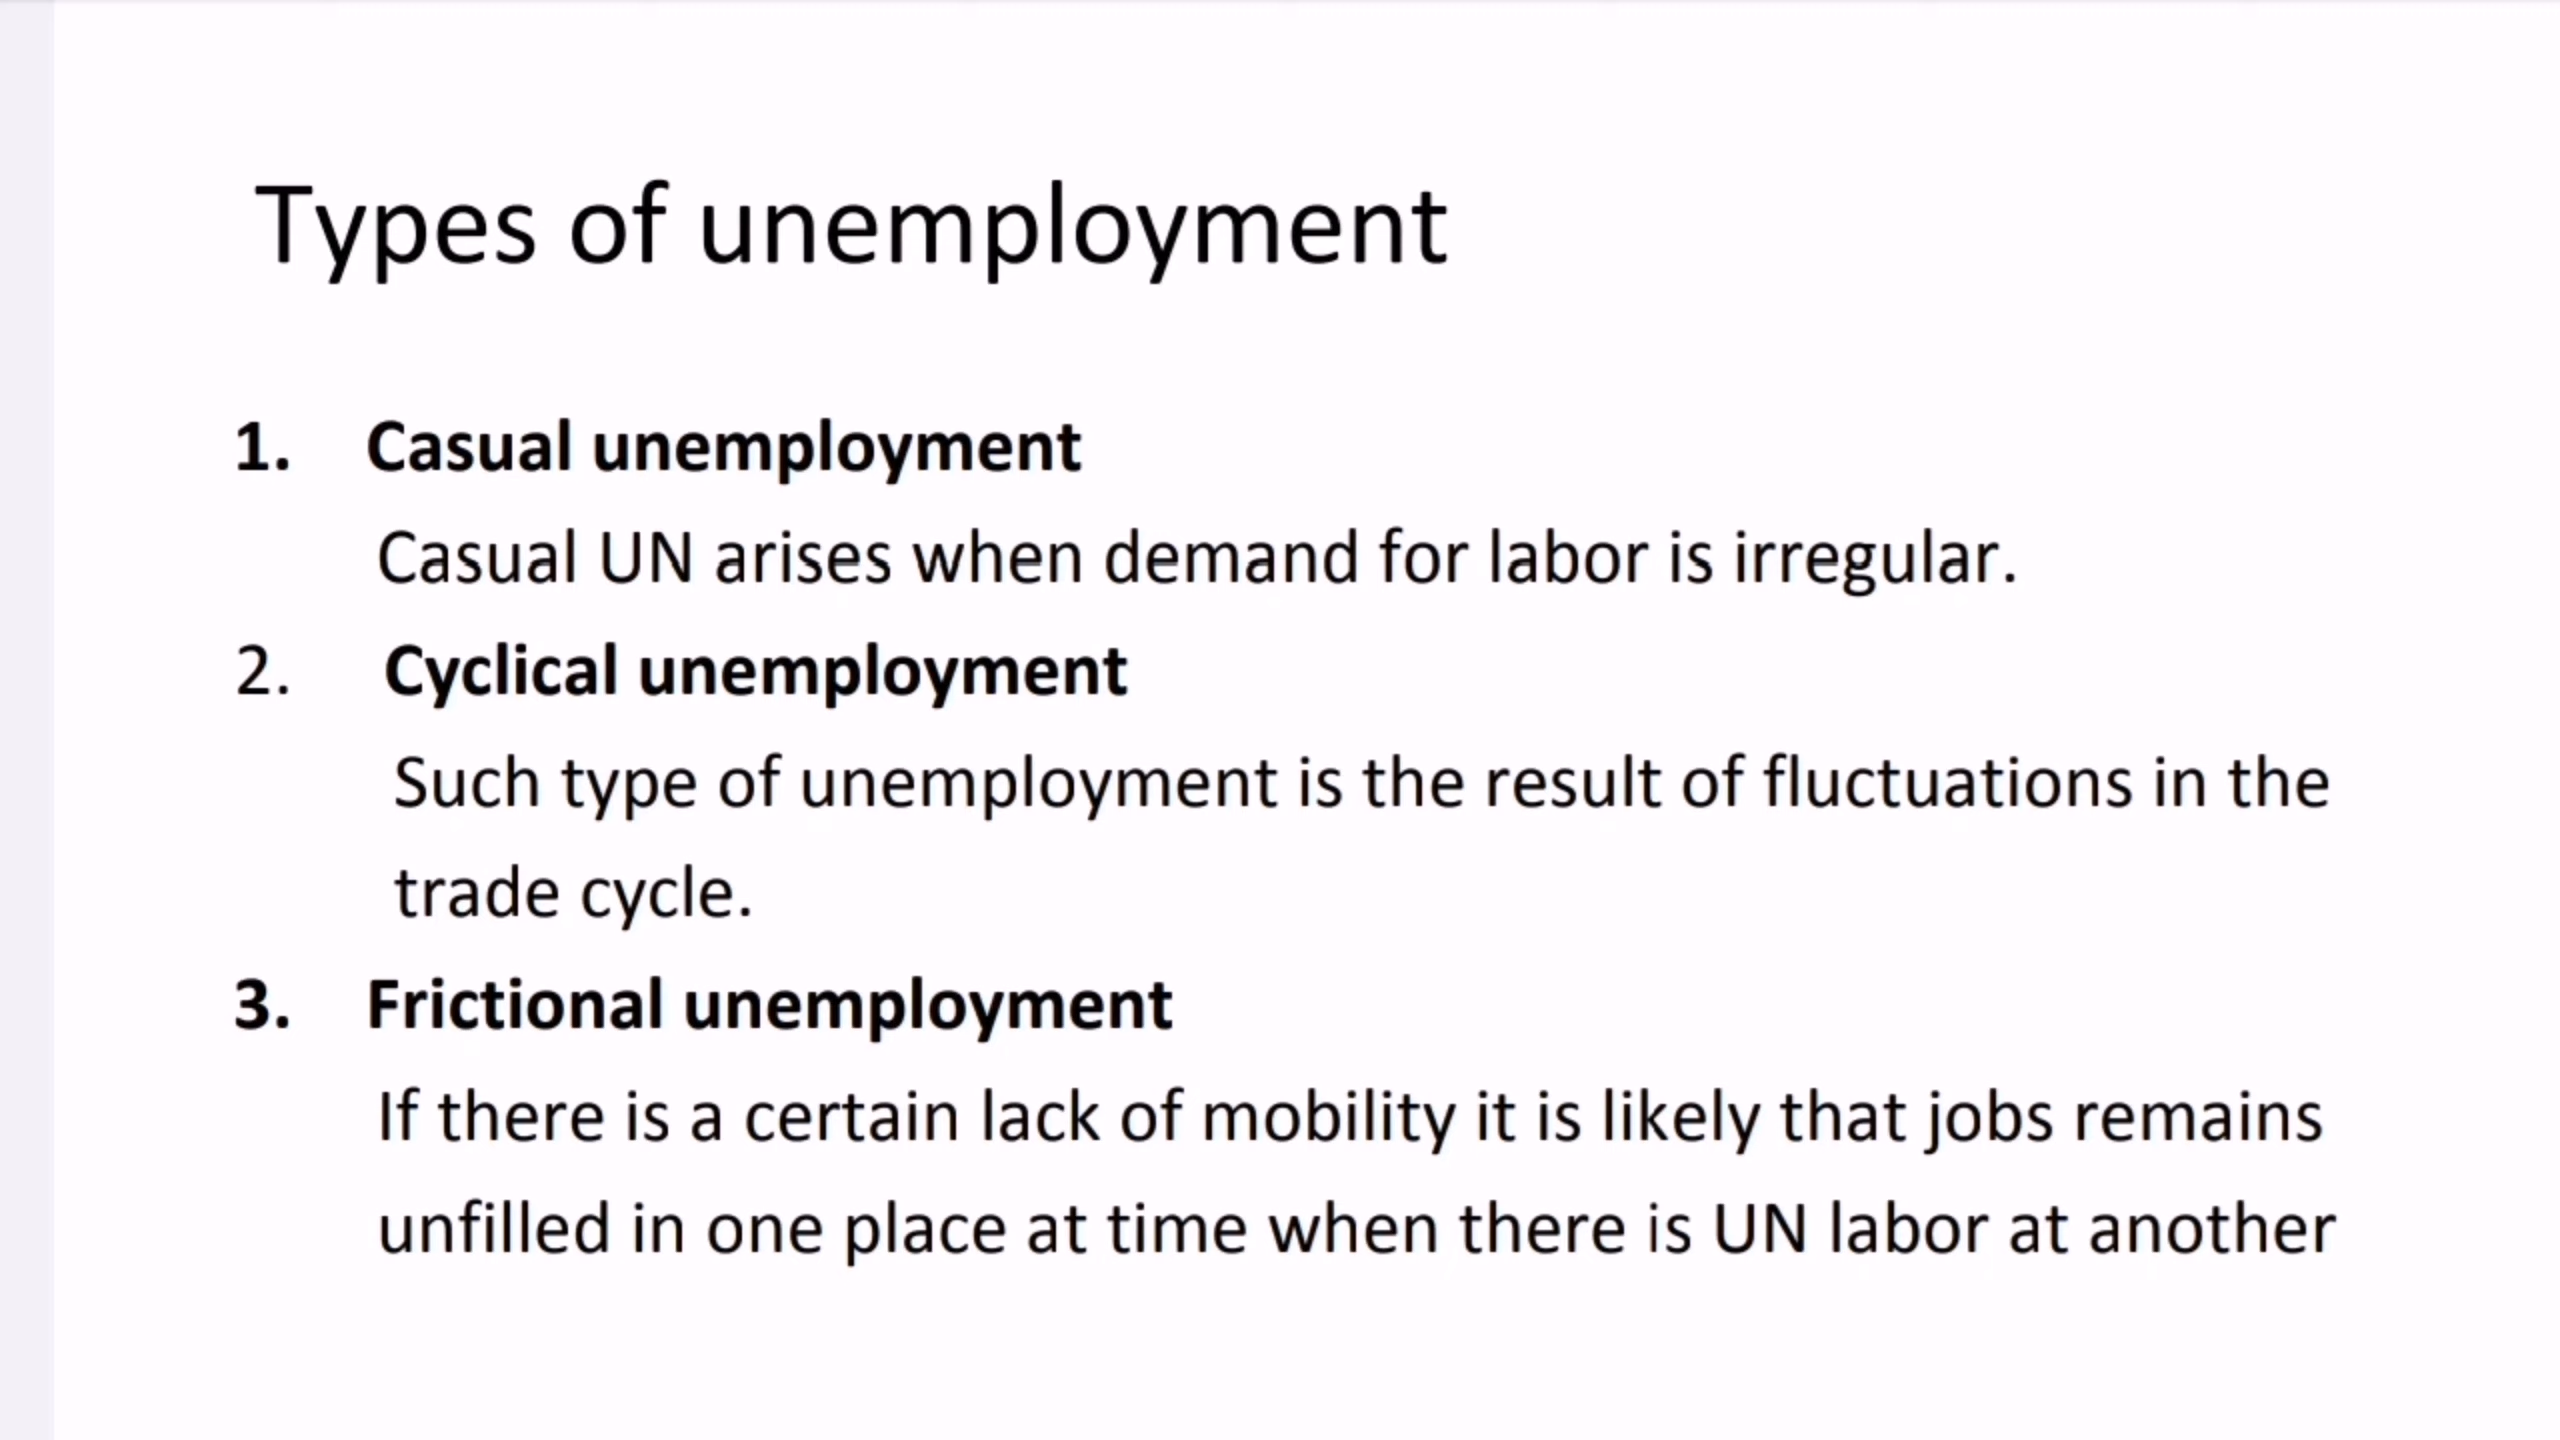 Types of unemployment
1. Casual unemployment
Casual UN arises when demand for labor is irregular.
2. Cyclical unemployment
Such type of unemployment is the result of fluctuations in the
trade cycle.
3. Frictional unemployment
If there is a certain lack of mobility it is likely that jobs remains
unfilled in one place at time when there is UN labor at another